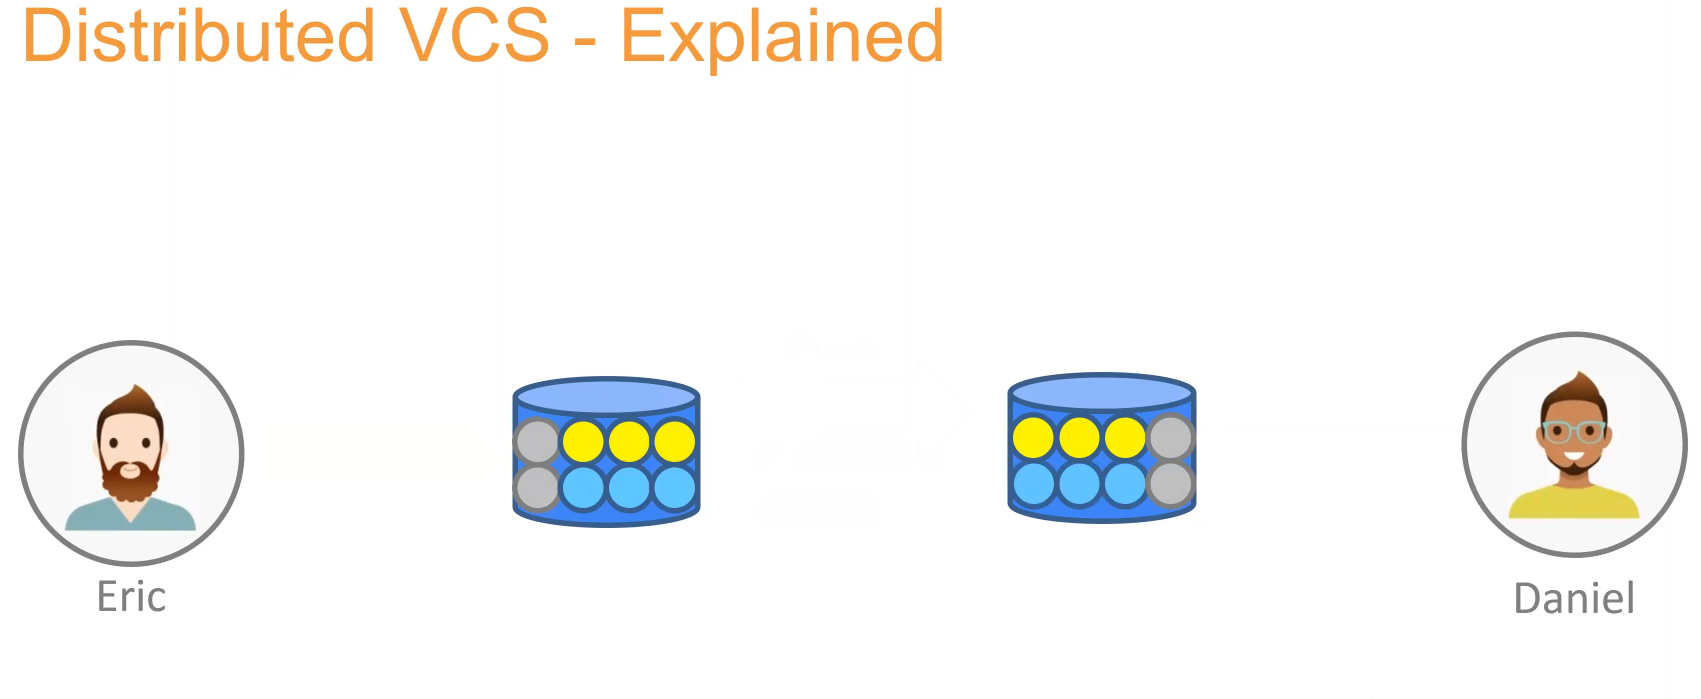 Distributed VCS - Explained
Eric
Daniel